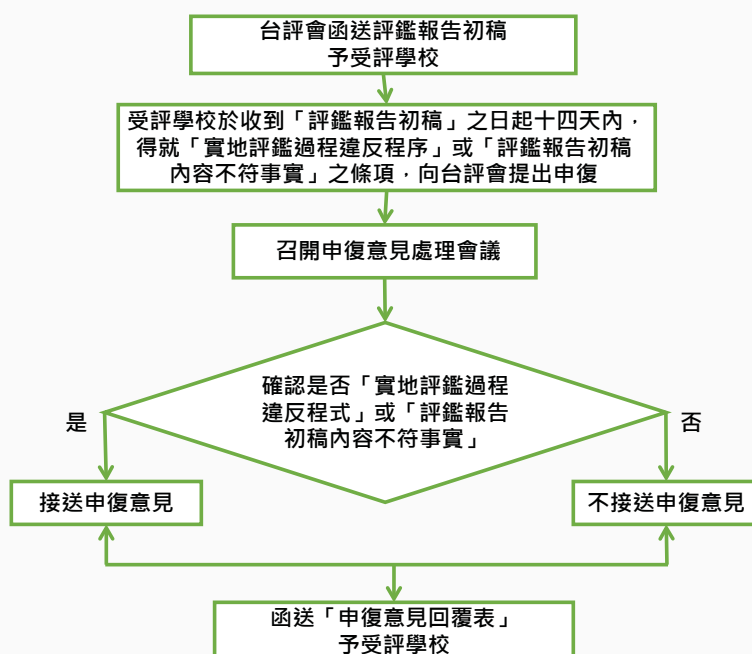 台評會函送評鑑報告初稿
予受評學校
受評學校於收到「評鑑報告初稿」之日起十四天內，
得就「實地評鑑過程違反程序」或「評鑑報告初稿
內容不符事實」之條項，向台評會提出申復
召開申復意見處理會議
確認是否「實地評鑑過程
違反程式」或「評鑑報告
初稿內容不符事實」
是
否
接送申復意見
不接送申復意見
函送「申復意見回覆表」
予受評學校